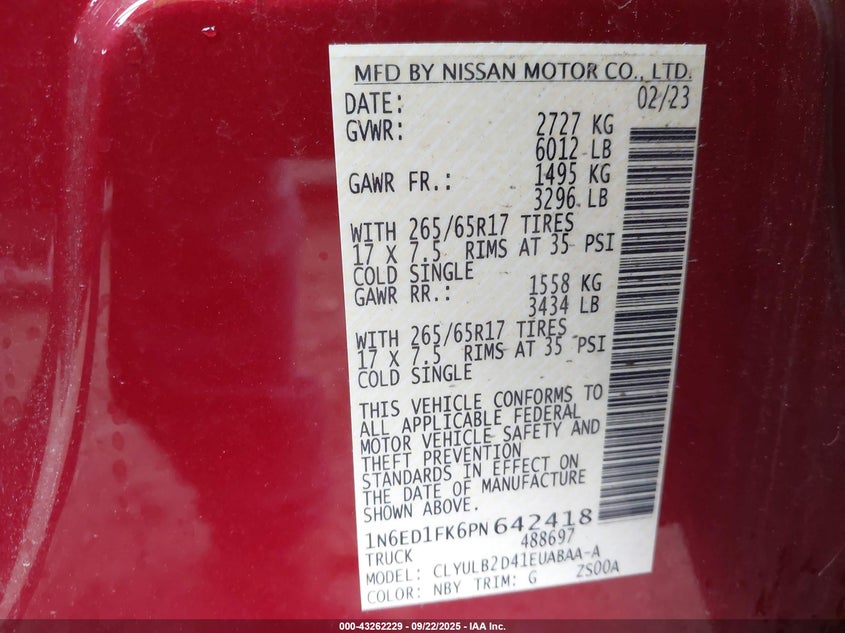 MFD BY NISSAN MOTOR CO., LTD.
DATE: 02/23
GVWR: 2727 KG
6012 LB
GAWR FR.: 1495 KG
3296 LB
WITH 265/65R17 TIRES
17 X 7.5 RIMS AT 35 PSI
COLD SINGLE
GAWR RR.: 1558 KG
3434 LB
WITH 265/65R17 TIRES
17 X 7.5 RIMS AT 35 PSI
COLD SINGLE
THIS VEHICLE CONFORMS TO
ALL APPLICABLE FEDERAL
MOTOR VEHICLE SAFETY AND
THEFT PREVENTION
STANDARDS IN EFFECT ON
THE DATE OF MANUFACTURE
SHOWN ABOVE.
1N6ED1FK6PN642418
TRUCK 488697
MODEL: CLYULB2D41EUABAA-A
COLOR: NBY TRIM: G ZS00A
000-43262229 - 09/22/2025 - IAA Inc.